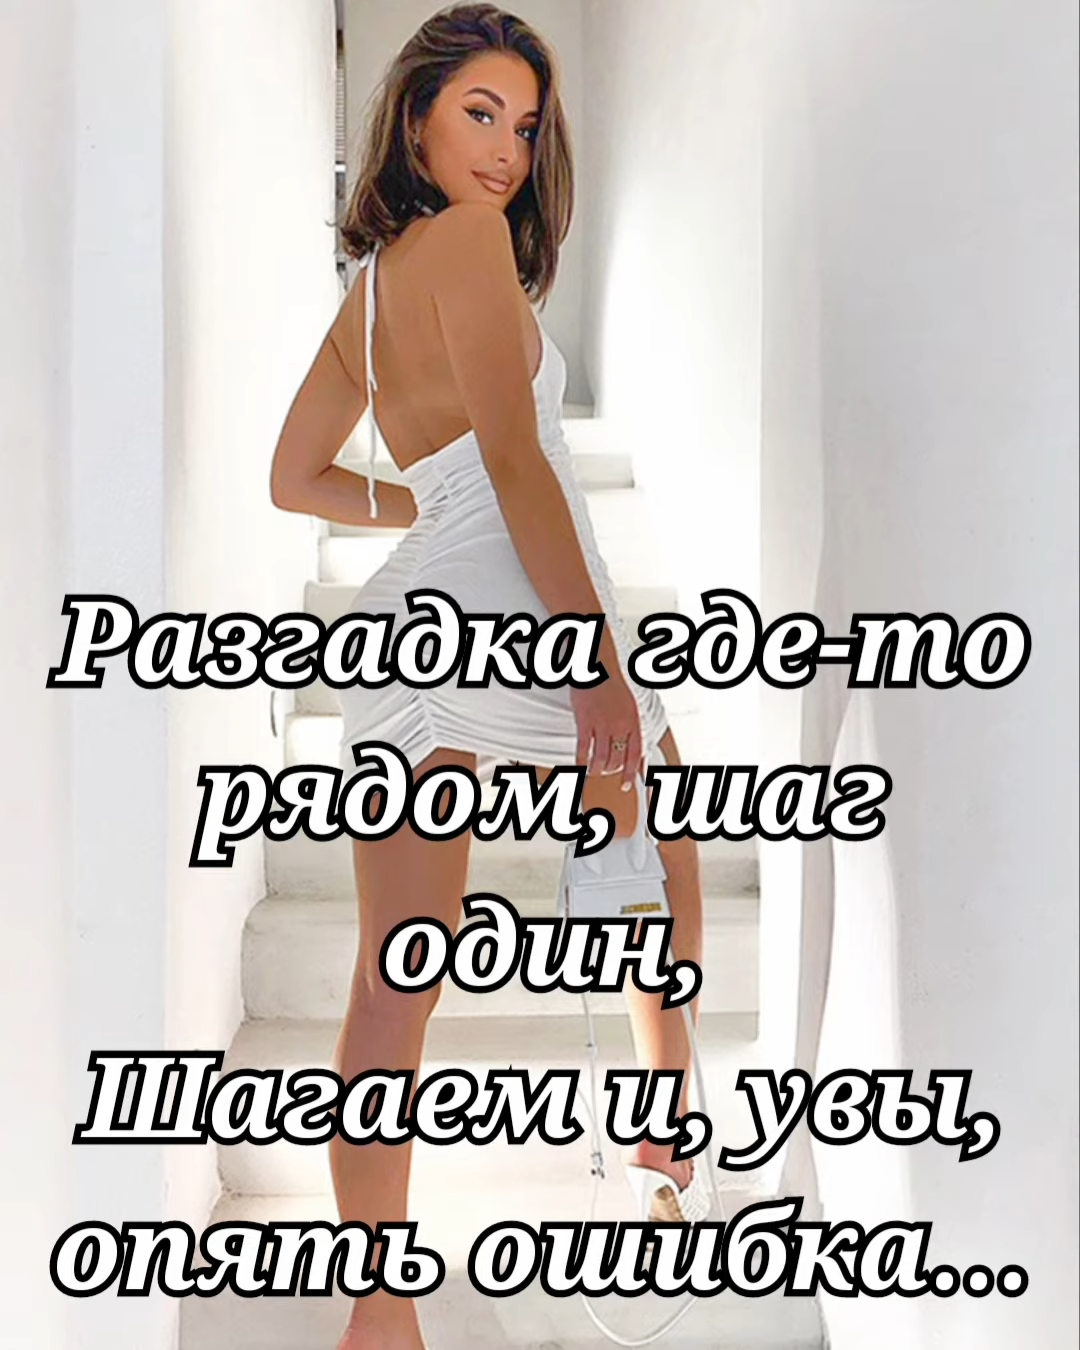 Разгадка где-то
рядом, шаг
один,
Шагаем и, увы,
опять ошибка...